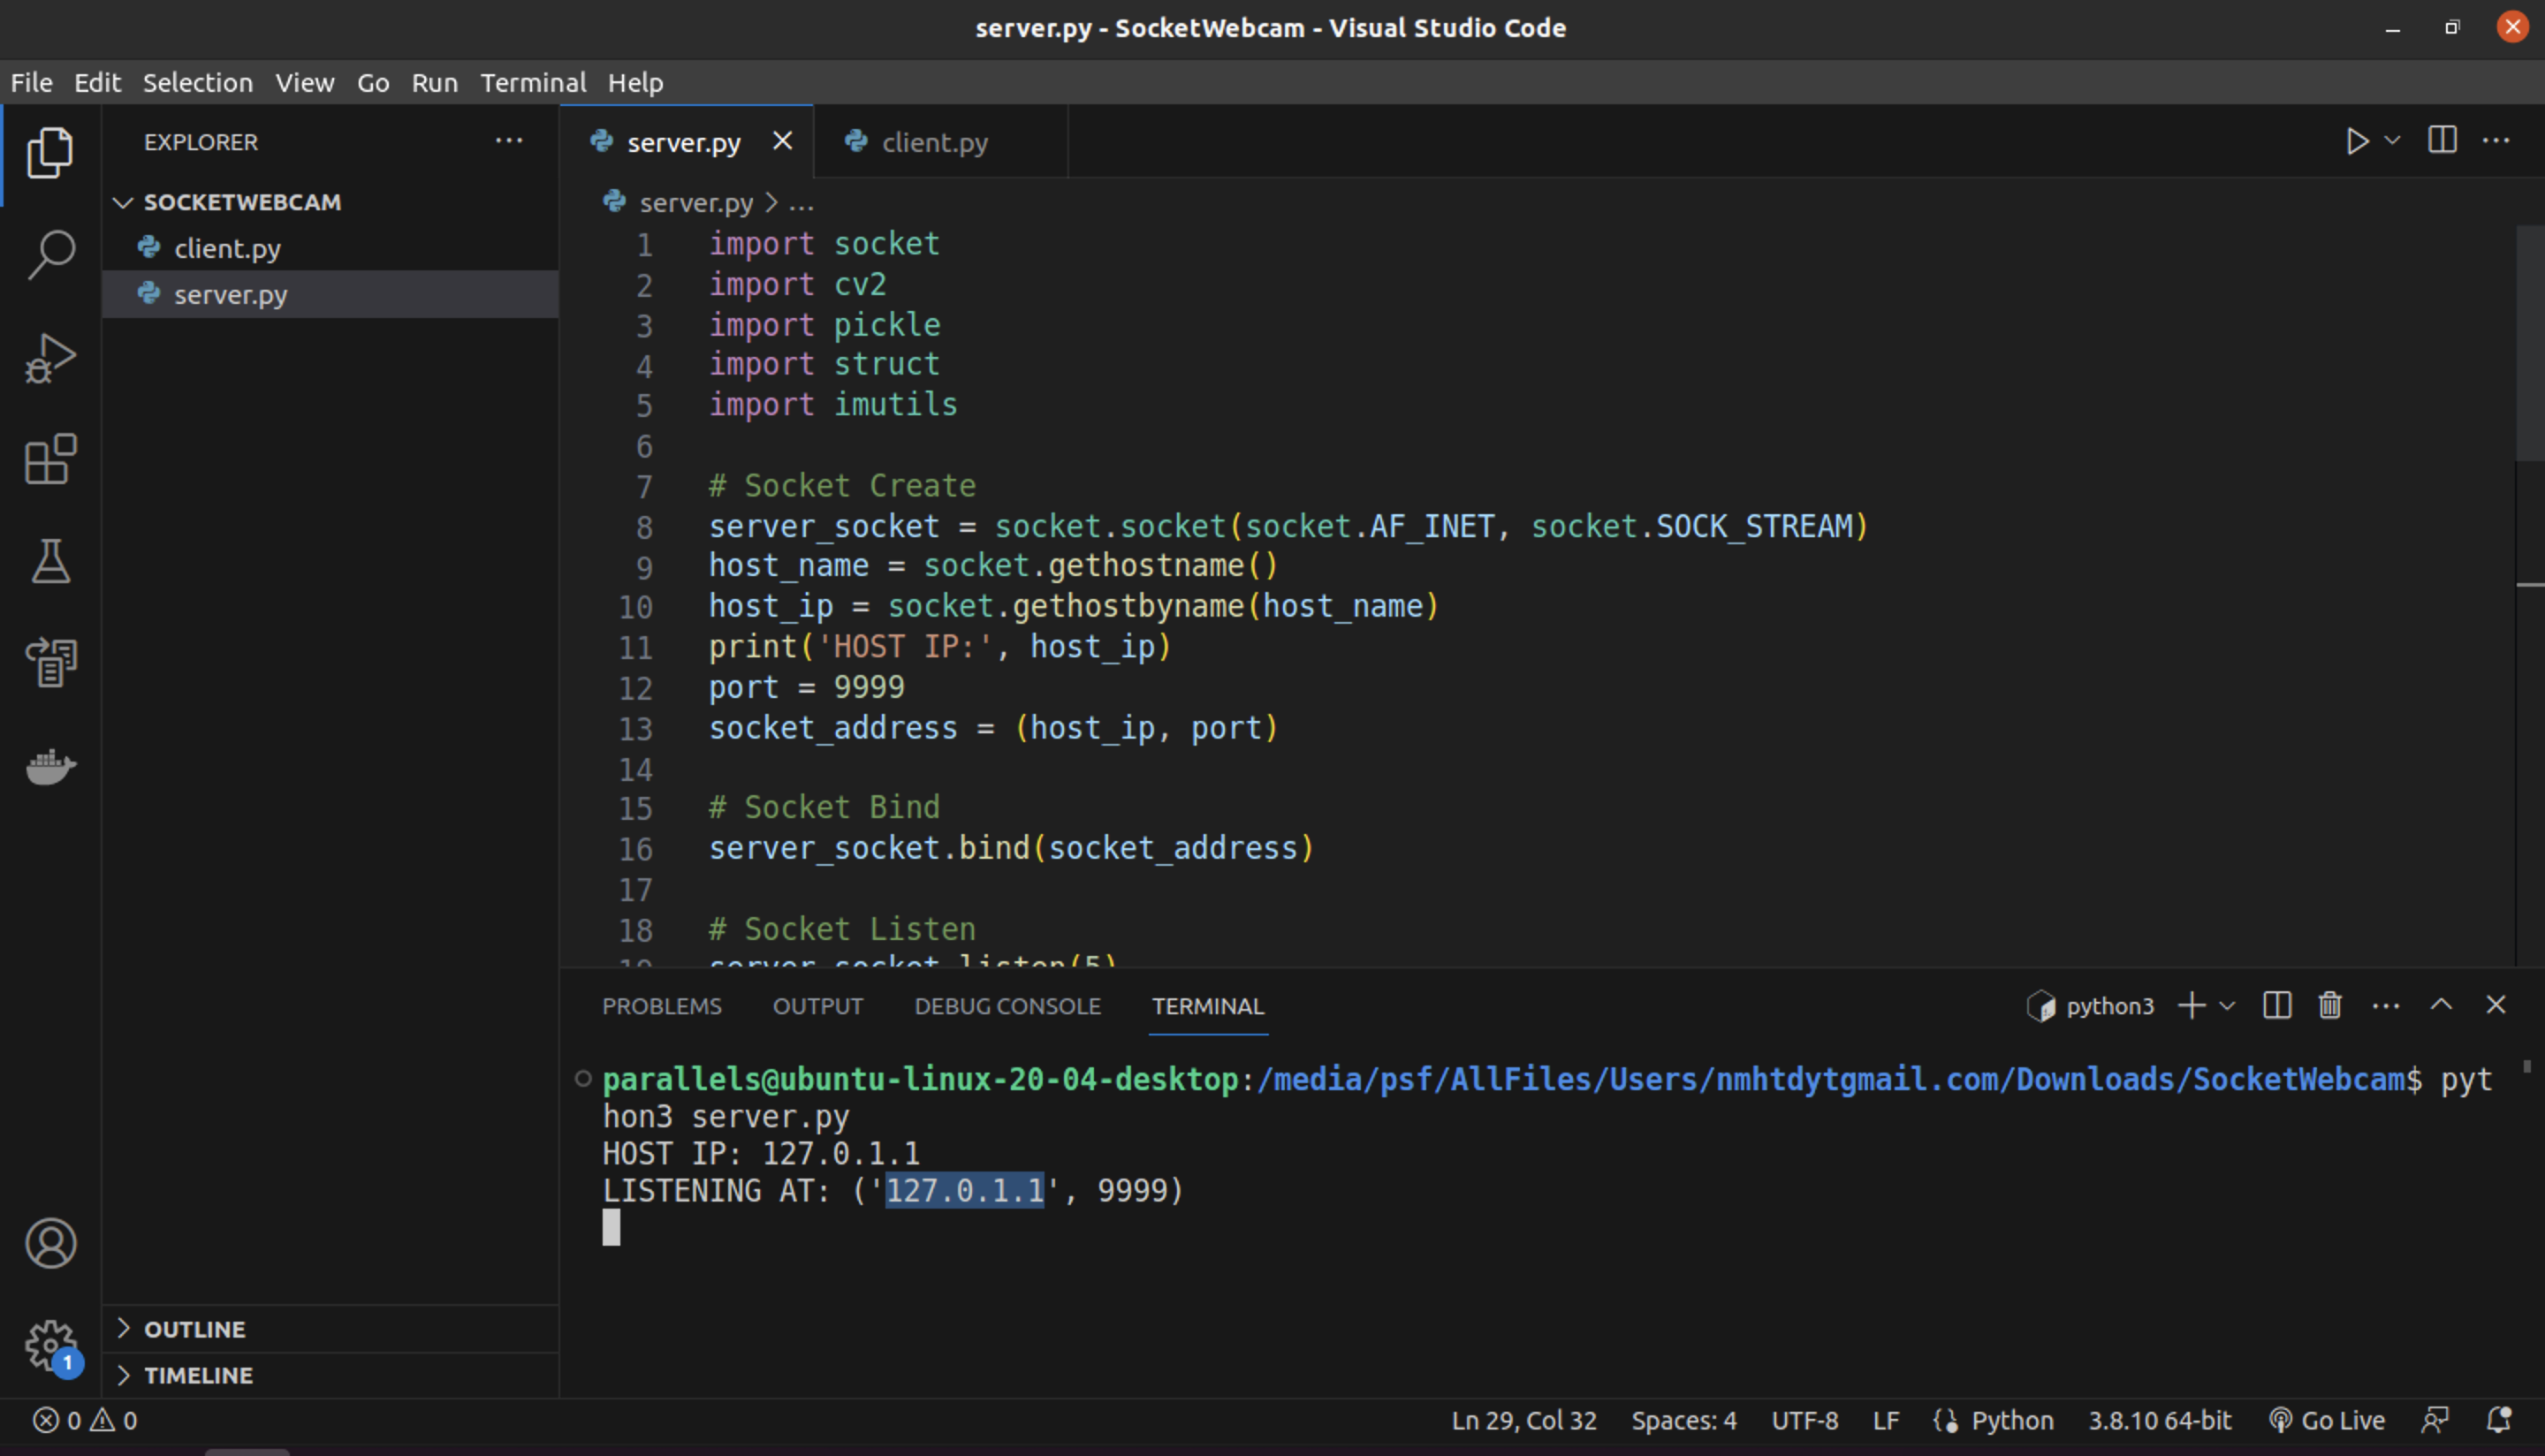 server.py - SocketWebcam - Visual Studio Code
File Edit Selection View Go Run Terminal Help
EXPLORER
SOCKETWEBCAM
client.py
server.py
OUTLINE
TIMELINE
server.py client.py
server.py > ...
1 import socket
2 import cv2
3 import pickle
4 import struct
5 import imutils
6
7 # Socket Create
8 server_socket = socket.socket(socket.AF_INET, socket.SOCK_STREAM)
9 host_name = socket.gethostname()
10 host_ip = socket.gethostbyname(host_name)
11 print('HOST IP:', host_ip)
12 port = 9999
13 socket_address = (host_ip, port)
14
15 # Socket Bind
16 server_socket.bind(socket_address)
17
18 # Socket Listen
19 server_socket.listen(5)
PROBLEMS OUTPUT DEBUG CONSOLE TERMINAL python3
parallels@ubuntu-linux-20-04-desktop:/media/psf/AllFiles/Users/nmhtdytgmail.com/Downloads/SocketWebcam$ pyt
hon3 server.py
HOST IP: 127.0.1.1
LISTENING AT: ('127.0.1.1', 9999)
1
0 0 Ln 29, Col 32 Spaces: 4 UTF-8 LF Python 3.8.10 64-bit Go Live